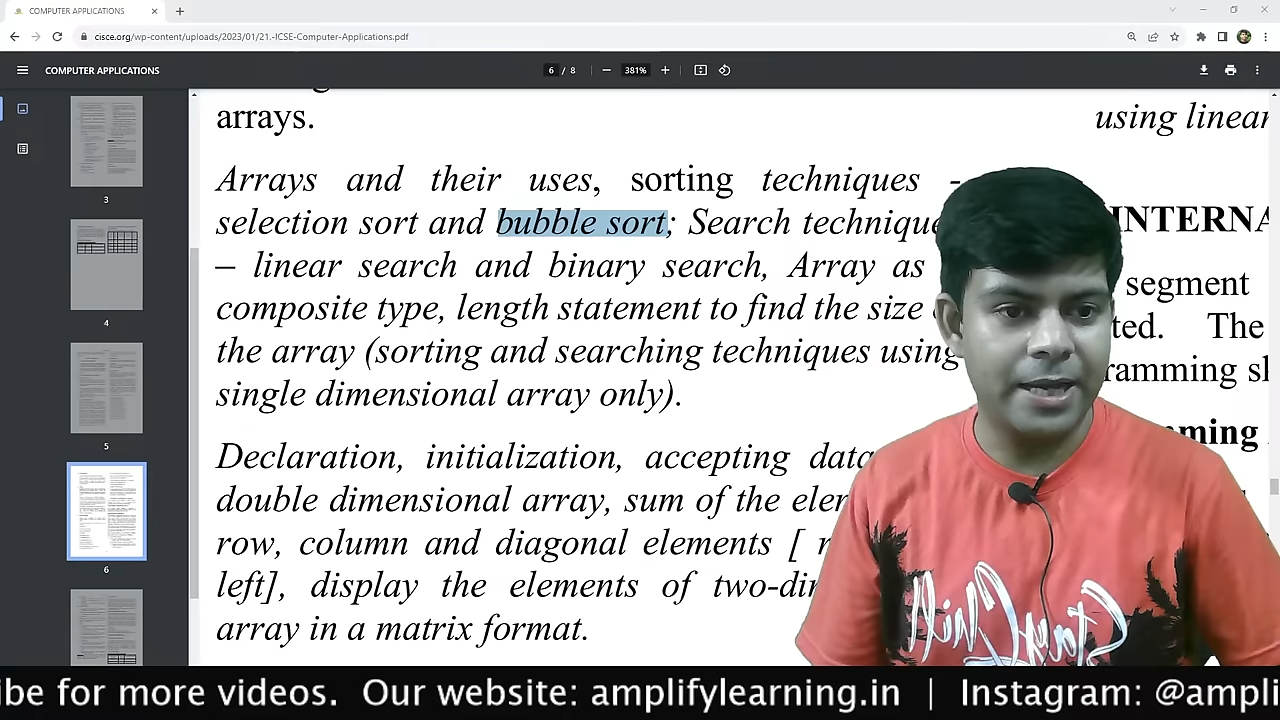 COMPUTER APPLICATIONS
cisce.org/wp-content/uploads/2023/01/21.-ICSE-Computer-Applications.pdf
COMPUTER APPLICATIONS
6 / 8
381%
3
4
5
6
arrays.
Arrays and their uses, sorting techniques -
selection sort and bubble sort; Search technique
– linear search and binary search, Array as
composite type, length statement to find the size
the array (sorting and searching techniques using
single dimensional array only).
Declaration, initialization, accepting data
double dimensional array, sum of the
row, column and diagonal elements [
left], display the elements of
array in a matrix format.
using linear
INTERNA
segment
ted. The
ramming sk
mming
ibe for more videos. Our website: amplifylearning.in | Instagram: @ampli